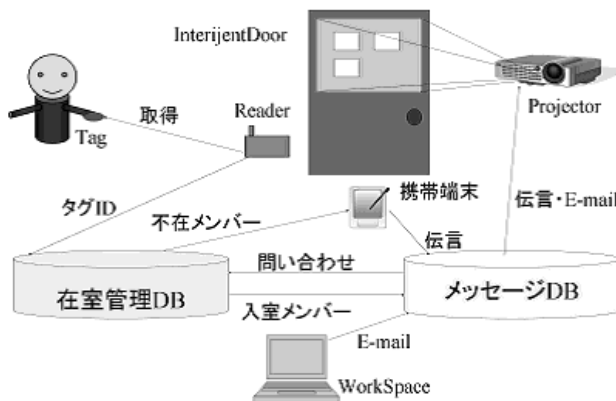 InterijentDoor
取得
Reader
Tag
Projector
タグID
不在メンバー
携帯端末
伝言・E-mail
伝言
問い合わせ
在室管理DB
メッセージDB
入室メンバー
E-mail
WorkSpace